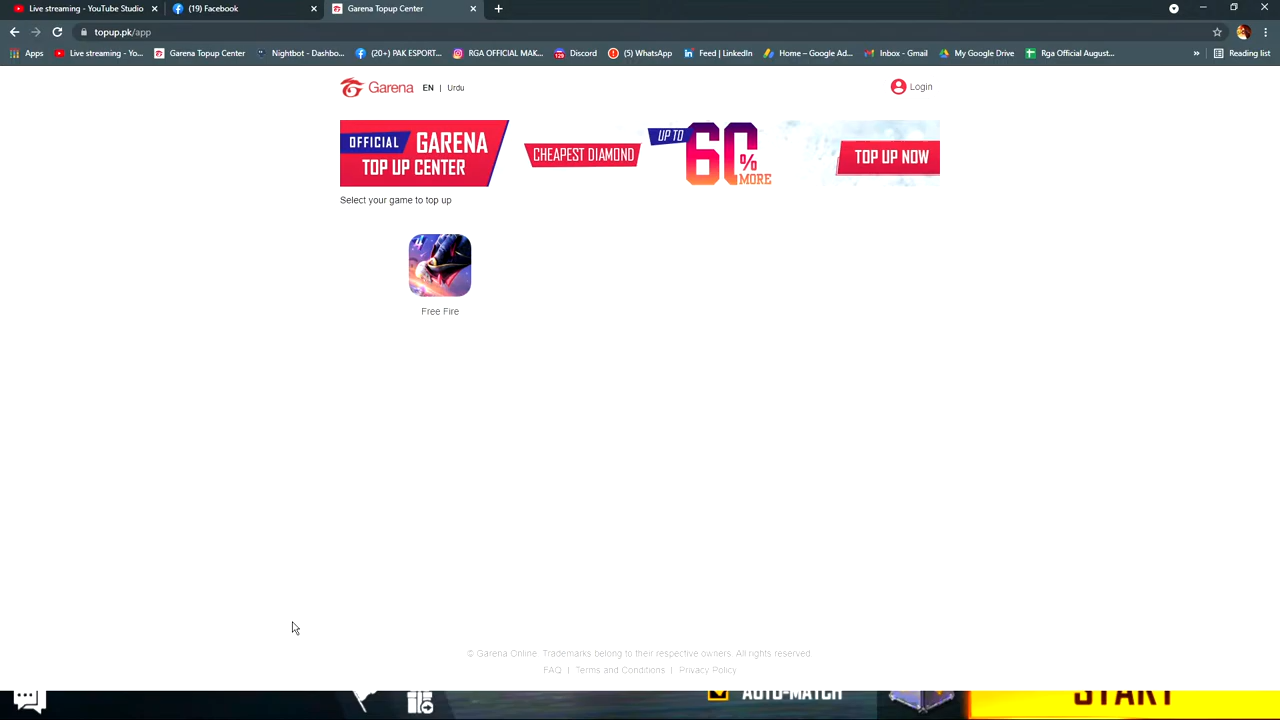 Live streaming - YouTube Studio
(19) Facebook
Garena Topup Center
topup.pk/app
Apps
Live streaming - Yo...
Garena Topup Center
Nightbot - Dashbo...
(20+) PAK ESPORT...
RGA OFFICIAL MAK...
Discord
(5) WhatsApp
Feed | LinkedIn
Home – Google Ad...
Inbox - Gmail
My Google Drive
Rga Official August...
»
Reading list
Garena
EN | Urdu
Login
OFFICIAL GARENA
TOP UP CENTER
CHEAPEST DIAMOND
UP TO
60%
MORE
TOP UP NOW
Select your game to top up
Free Fire
© Garena Online. Trademarks belong to their respective owners. All rights reserved
FAQ | Terms and Conditions | Privacy Policy
AUTO-MATCH
START